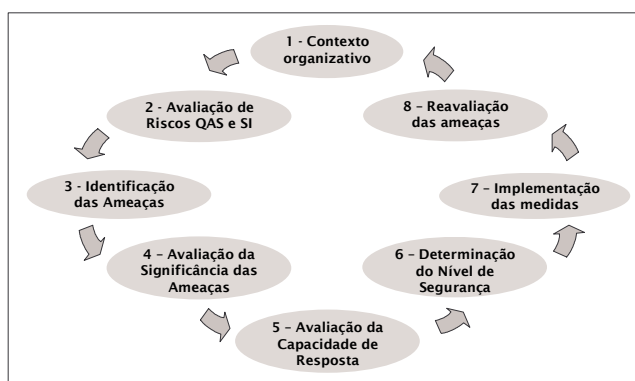 1 - Contexto
organizativo
2 - Avaliação de
Riscos QAS e SI
3 - Identificação
das Ameaças
4 – Avaliação da
Significância das
Ameaças
5 – Avaliação da
Capacidade de
Resposta
6 – Determinação
do Nível de
Segurança
7 – Implementação
das medidas
8 – Reavaliação
das ameaças